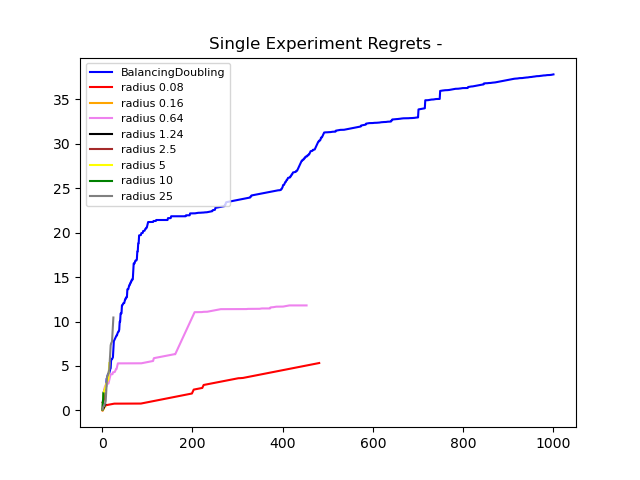 Single Experiment Regrets -
BalancingDoubling
radius 0.08
radius 0.16
radius 0.64
radius 1.24
radius 2.5
radius 5
radius 10
radius 25
35
30
25
20
15
10
5
0
0 200 400 600 800 1000